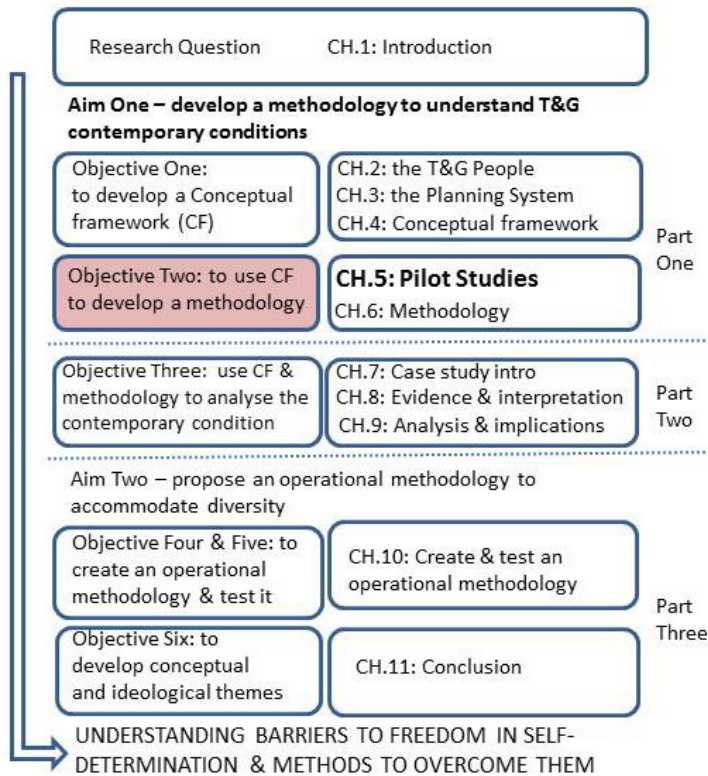 Research Question CH.1: Introduction
Aim One – develop a methodology to understand T&G
contemporary conditions
Objective One:
to develop a Conceptual
framework (CF)
CH.2: the T&G People
CH.3: the Planning System
CH.4: Conceptual framework
Objective Two: to use CF
to develop a methodology
CH.5: Pilot Studies
CH.6: Methodology
Part
One
Objective Three: use CF &
methodology to analyse the
contemporary condition
CH.7: Case study intro
CH.8: Evidence & interpretation
CH.9: Analysis & implications
Part
Two
Aim Two – propose an operational methodology to
accommodate diversity
Objective Four & Five: to
create an operational
methodology & test it
CH.10: Create & test an
operational methodology
Objective Six: to
develop conceptual
and ideological themes
CH.11: Conclusion
Part
Three
UNDERSTANDING BARRIERS TO FREEDOM IN SELF-
DETERMINATION & METHODS TO OVERCOME THEM